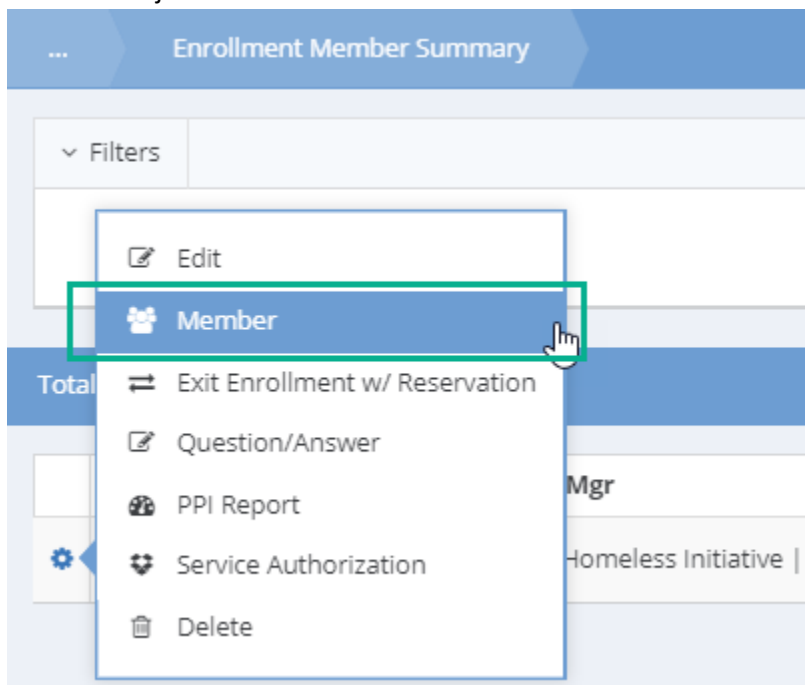 ... Enrollment Member Summary
Filters
Edit
Member
Exit Enrollment w/ Reservation
Total
Question/Answer
PPI Report
Mgr
Service Authorization
Homeless Initiative |
Delete